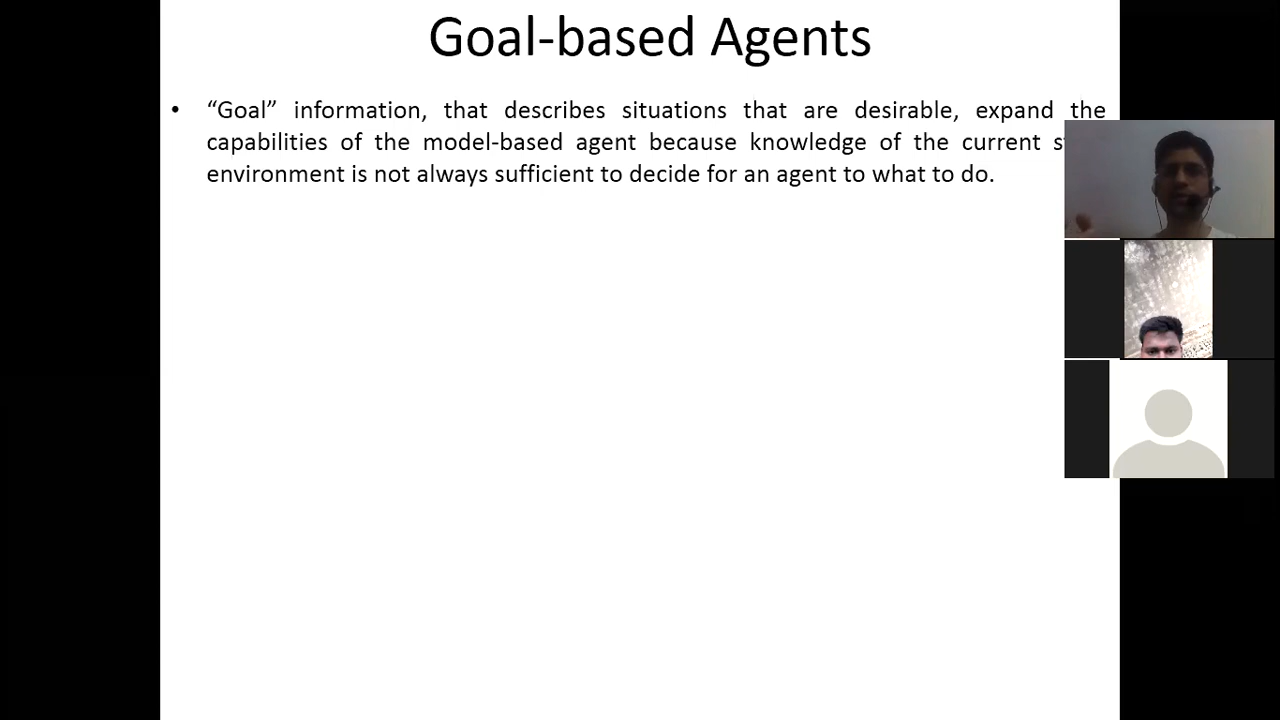 Goal-based Agents
• “Goal” information, that describes situations that are desirable, expand the
capabilities of the model-based agent because knowledge of the current
environment is not always sufficient to decide for an agent to what to do.